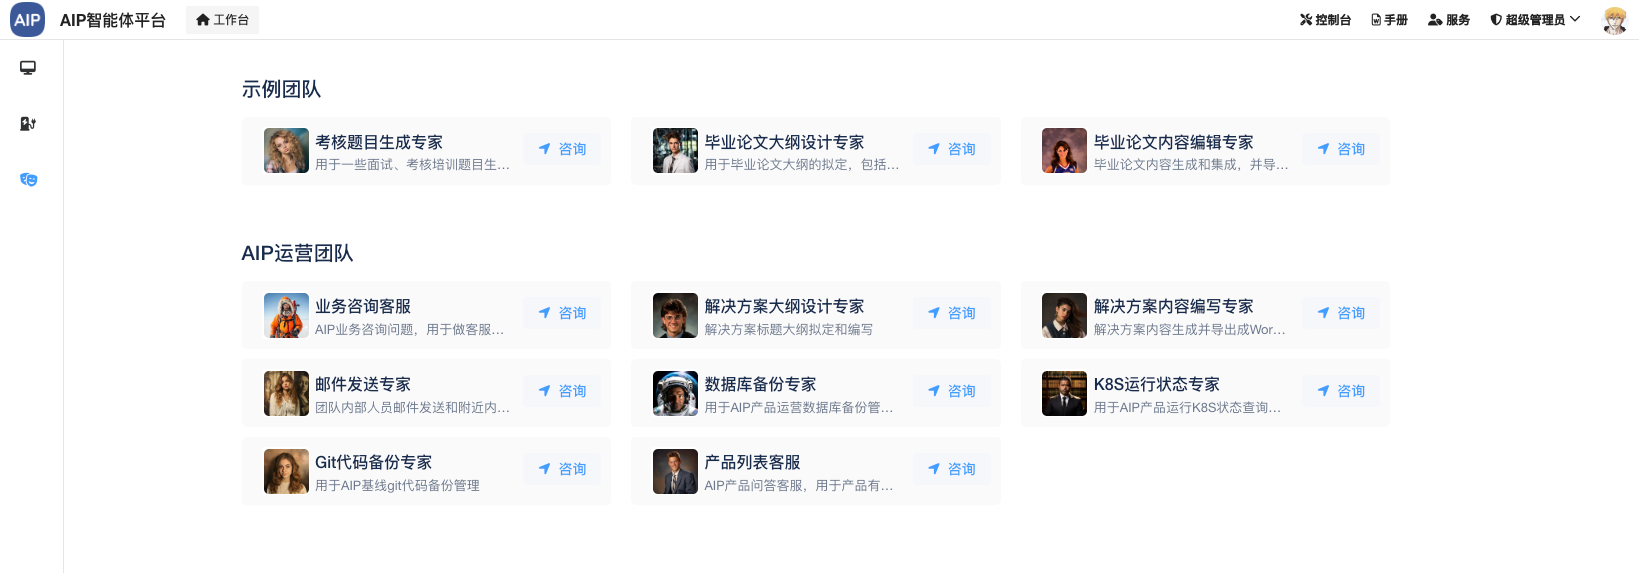 AIP AIP智能体平台 工作台 控制台 手册 服务 超级管理员
示例团队
考核题目生成专家 咨询
用于一些面试、考核培训题目生...
毕业论文大纲设计专家 咨询
用于毕业论文大纲的拟定，包括...
毕业论文内容编辑专家 咨询
毕业论文内容生成和集成，并导...
AIP运营团队
业务咨询客服 咨询
AIP业务咨询问题，用于做客服...
解决方案大纲设计专家 咨询
解决方案标题大纲拟定和编写
解决方案内容编写专家 咨询
解决方案内容生成并导出成Wor...
邮件发送专家 咨询
团队内部人员邮件发送和附近内...
数据库备份专家 咨询
用于AIP产品运营数据库备份管...
K8S运行状态专家 咨询
用于AIP产品运行K8S状态查询...
Git代码备份专家 咨询
用于AIP基线git代码备份管理
产品列表客服 咨询
AIP产品问答客服，用于产品有...